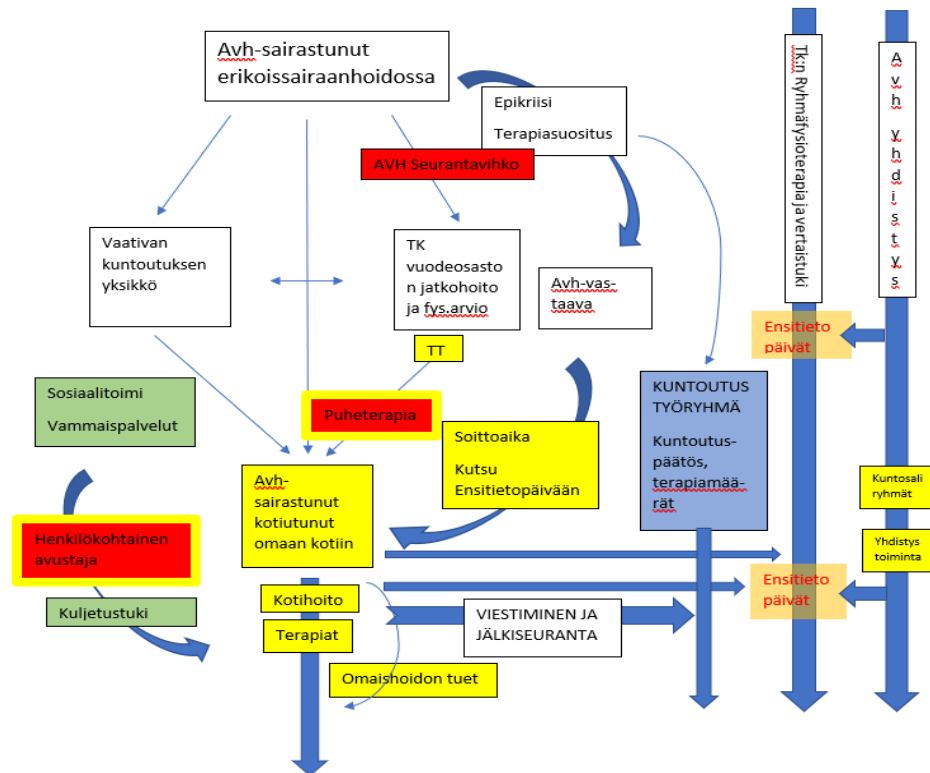 Avh-sairastunut
erikoissairaanhoidossa
Epikriisi
Terapiasuositus
AVH Seurantavihko
Vaativan
kuntoutuksen
yksikkö
TK
vuodeosasto
n jatkohoito
ja fys.arvio
TT
Avh-vas-
taava
Tk:n Ryhmäfysioterapia ja vertaistuki
Avh yhdistys
Ensitieto
päivät
Sosiaalitoimi
Vammaispalvelut
Puheterapia
Soittoaika
Kutsu
Ensitietopäivään
KUNTOUTUS
TYÖRYHMÄ
Kuntoutus-
päätös,
terapiamää-
rät
Avh-
sairastunut
kotiutunut
omaan kotiin
Kuntosali
ryhmät
Yhdistys
toiminta
Henkilökohtainen
avustaja
Kuljetustuki
Kotihoito
Terapiat
VIESTIMINEN JA
JÄLKISEURANTA
Ensitieto
päivät
Omaishoidon tuet